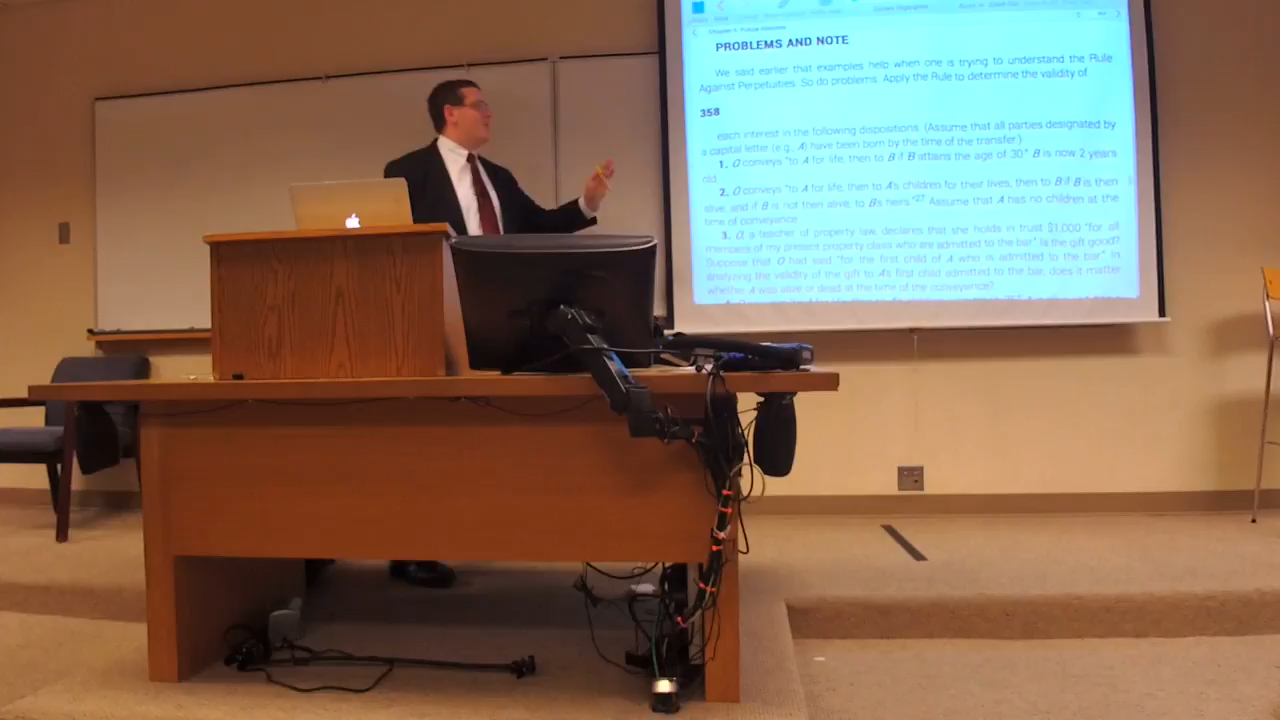 Chapter 4. Future Interests
PROBLEMS AND NOTE
We said earlier that examples help when one is trying to understand the Rule
Against Perpetuities. So do problems. Apply the Rule to determine the validity of
358
each interest in the following dispositions. (Assume that all parties designated by
a capital letter (e.g., A) have been born by the time of the transfer.)
1. O conveys "to A for life, then to B if B attains the age of 30." B is now 2 years
old.
2. O conveys "to A for life, then to A's children for their lives, then to B if B is then
alive, and if B is not then alive, to B's heirs."27 Assume that A has no children at the
time of conveyance.
3. O, a teacher of property law, declares that she holds in trust $1,000 "for all
members of my present property class who are admitted to the bar." Is the gift good?
Suppose that O had said "for the first child of A who is admitted to the bar." In
analyzing the validity of the gift to A's first child admitted to the bar, does it matter
whether A was alive or dead at the time of the conveyance?